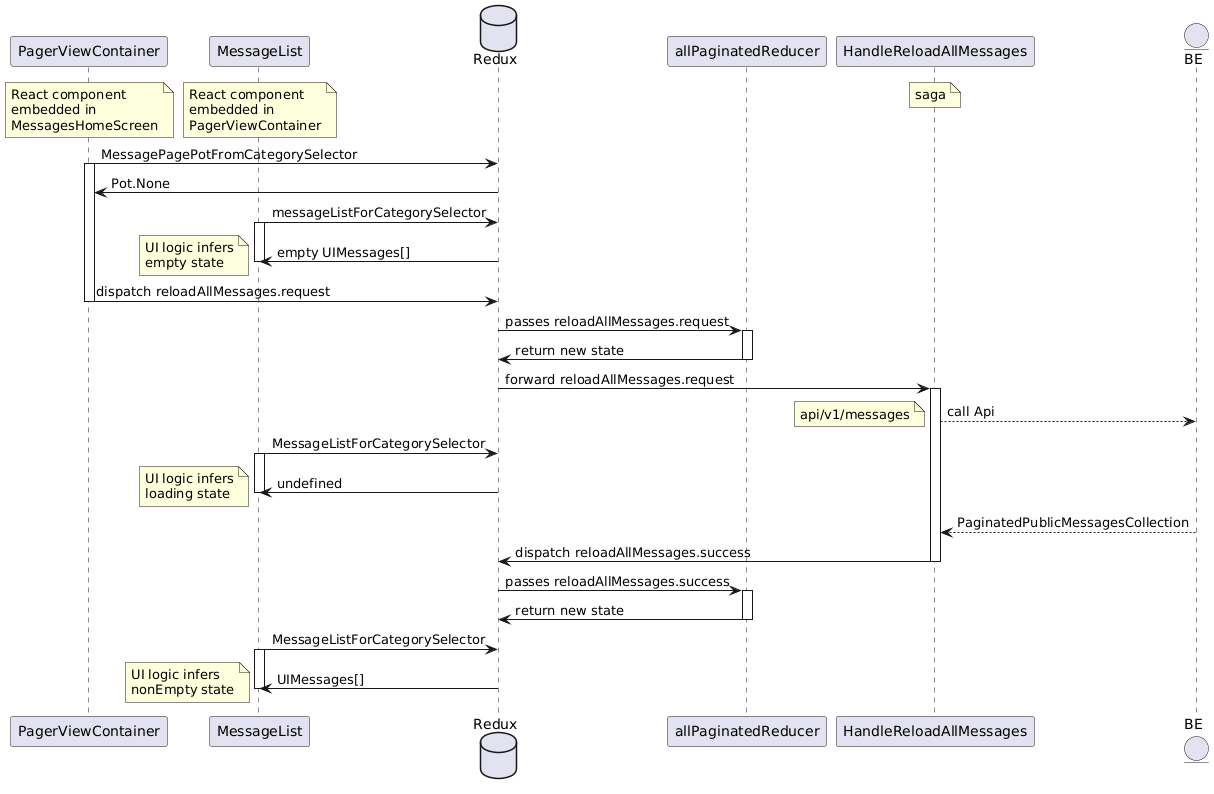 Redux
PagerViewContainer
MessageList
allPaginatedReducer
HandleReloadAllMessages
BE
React component
embedded in
MessagesHomeScreen
React component
embedded in
PagerViewContainer
saga
MessagePagePotFromCategorySelector
Pot.None
messageListForCategorySelector
UI logic infers
empty state
empty UIMessages[]
dispatch reloadAllMessages.request
passes reloadAllMessages.request
return new state
forward reloadAllMessages.request
api/v1/messages
call Api
MessageListForCategorySelector
UI logic infers
loading state
undefined
PaginatedPublicMessagesCollection
dispatch reloadAllMessages.success
passes reloadAllMessages.success
return new state
MessageListForCategorySelector
UI logic infers
nonEmpty state
UIMessages[]
PagerViewContainer
MessageList
Redux
allPaginatedReducer
HandleReloadAllMessages
BE